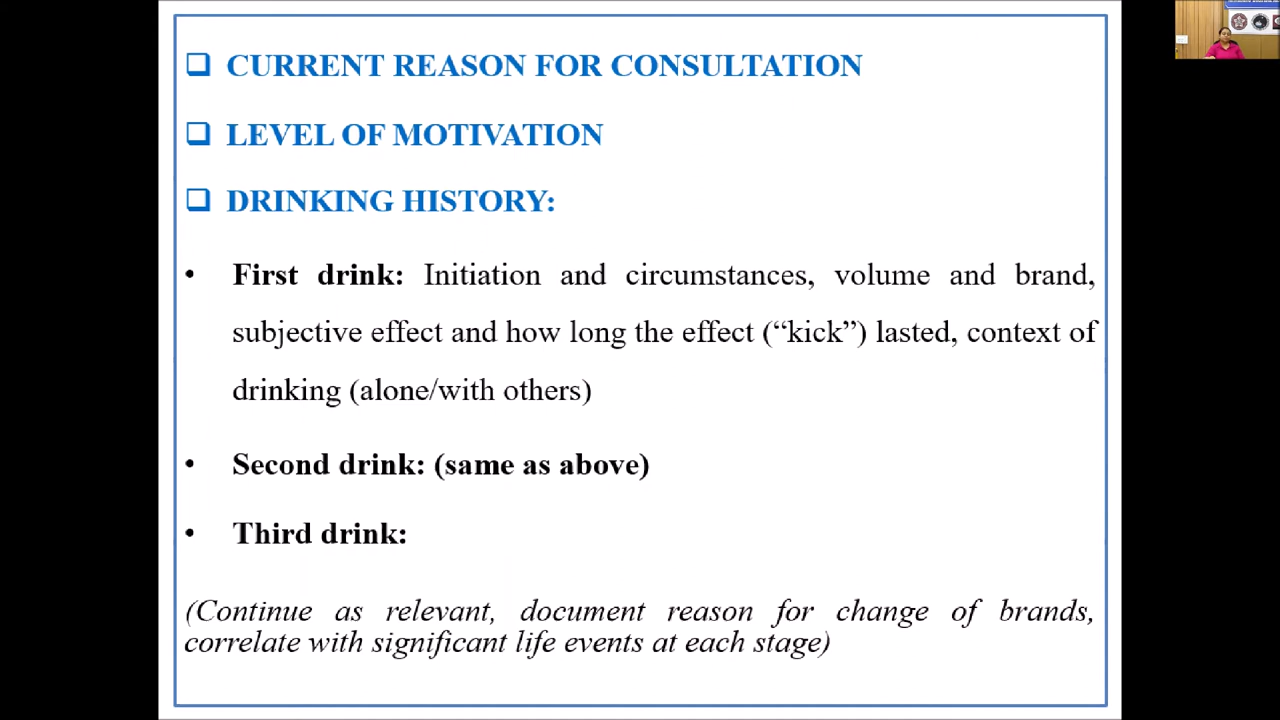 ❑ CURRENT REASON FOR CONSULTATION
❑ LEVEL OF MOTIVATION
❑ DRINKING HISTORY:
• First drink: Initiation and circumstances, volume and brand,
subjective effect and how long the effect (“kick”) lasted, context of
drinking (alone/with others)
• Second drink: (same as above)
• Third drink:
(Continue as relevant, document reason for change of brands,
correlate with significant life events at each stage)